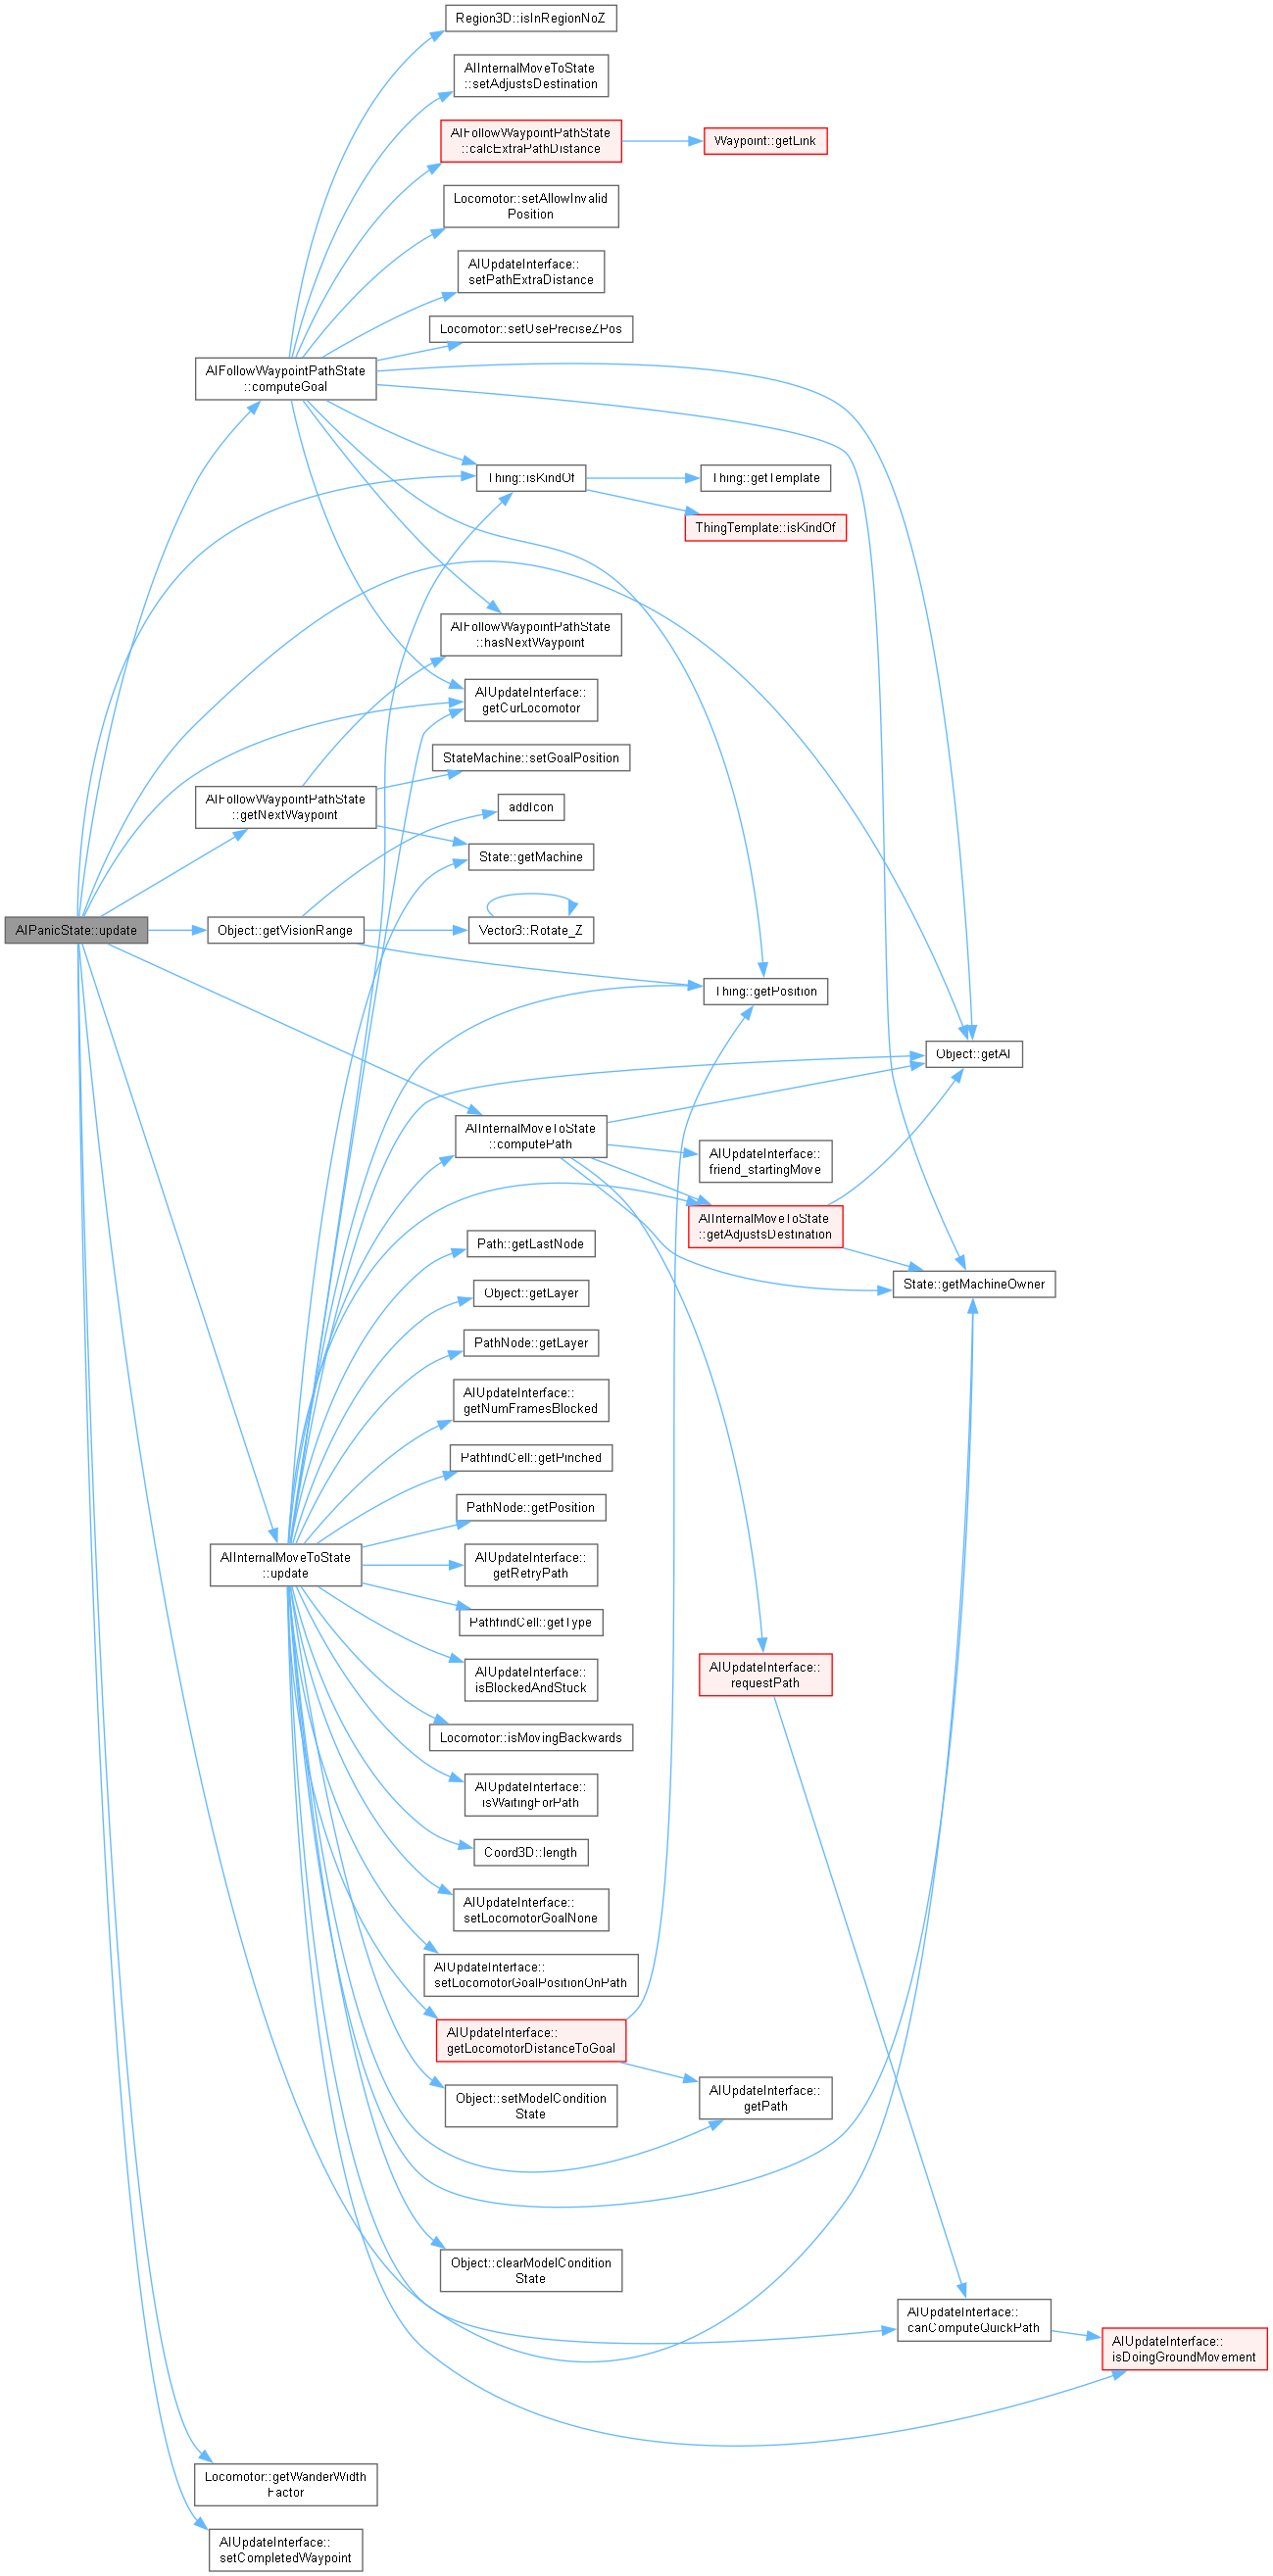 Region3D::isInRegionNoZ
AIInternalMoveToState
::setAdjustsDestination
AIFollowWaypointPathState
::calcExtraPathDistance
Waypoint::getLink
Locomotor::setAllowInvalid
Position
AIUpdateInterface::
setPathExtraDistance
Locomotor::setUsePreciseZPos
AIFollowWaypointPathState
::computeGoal
Thing::isKindOf
Thing::getTemplate
ThingTemplate::isKindOf
AIFollowWaypointPathState
::hasNextWaypoint
AIUpdateInterface::
getCurLocomotor
StateMachine::setGoalPosition
AIFollowWaypointPathState
::getNextWaypoint
addIcon
State::getMachine
AIPanicState::update
Object::getVisionRange
Vector3::Rotate_Z
Thing::getPosition
Object::getAI
AIInternalMoveToState
::computePath
AIUpdateInterface::
friend_startingMove
AIInternalMoveToState
::getAdjustsDestination
Path::getLastNode
State::getMachineOwner
Object::getLayer
PathNode::getLayer
AIUpdateInterface::
getNumFramesBlocked
PathfindCell::getPinched
PathNode::getPosition
AIInternalMoveToState
::update
AIUpdateInterface::
getRetryPath
PathfindCell::getType
AIUpdateInterface::
isBlockedAndStuck
AIUpdateInterface::
requestPath
Locomotor::isMovingBackwards
AIUpdateInterface::
isWaitingForPath
Coord3D::length
AIUpdateInterface::
setLocomotorGoalNone
AIUpdateInterface::
setLocomotorGoalPositionOnPath
AIUpdateInterface::
getLocomotorDistanceToGoal
Object::setModelCondition
State
AIUpdateInterface::
getPath
Object::clearModelCondition
State
AIUpdateInterface::
canComputeQuickPath
AIUpdateInterface::
isDoingGroundMovement
Locomotor::getWanderWidth
Factor
AIUpdateInterface::
setCompletedWaypoint